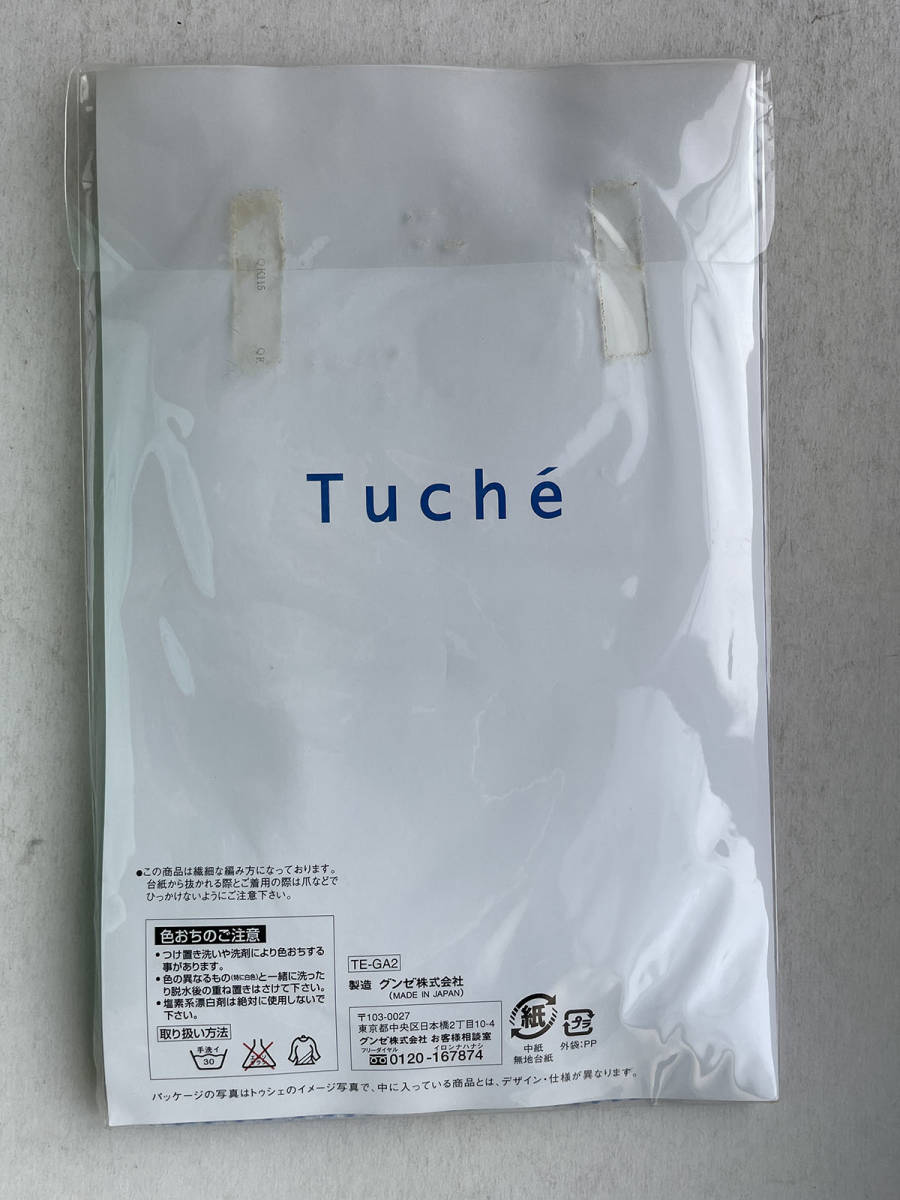 QK115
QK
Tuché
●この商品は繊細な編み方になっております。
台紙から抜かれる際とご着用の際は爪などで
ひっかけないようにご注意下さい。
色おちのご注意
•つけ置き洗いや洗剤により色おちする
事があります。
•色の異なるもの(特に白色)と一緒に洗った
り脱水後の重ね置きはさけて下さい。
•塩素系漂白剤は絶対に使用しないで
下さい。
取り扱い方法
手洗イ
30
エンソ
TE-GA2
製造 グンゼ株式会社
(MADE IN JAPAN)
〒103-0027
東京都中央区日本橋2丁目10-4
グンゼ株式会社 お客様相談室
フリーダイヤル イロンナハナシ
0120-167874
紙
中紙
無地台紙
プラ
外袋:PP
パッケージの写真はトゥシェのイメージ写真で、中に入っている商品とは、デザイン・仕様が異なります。